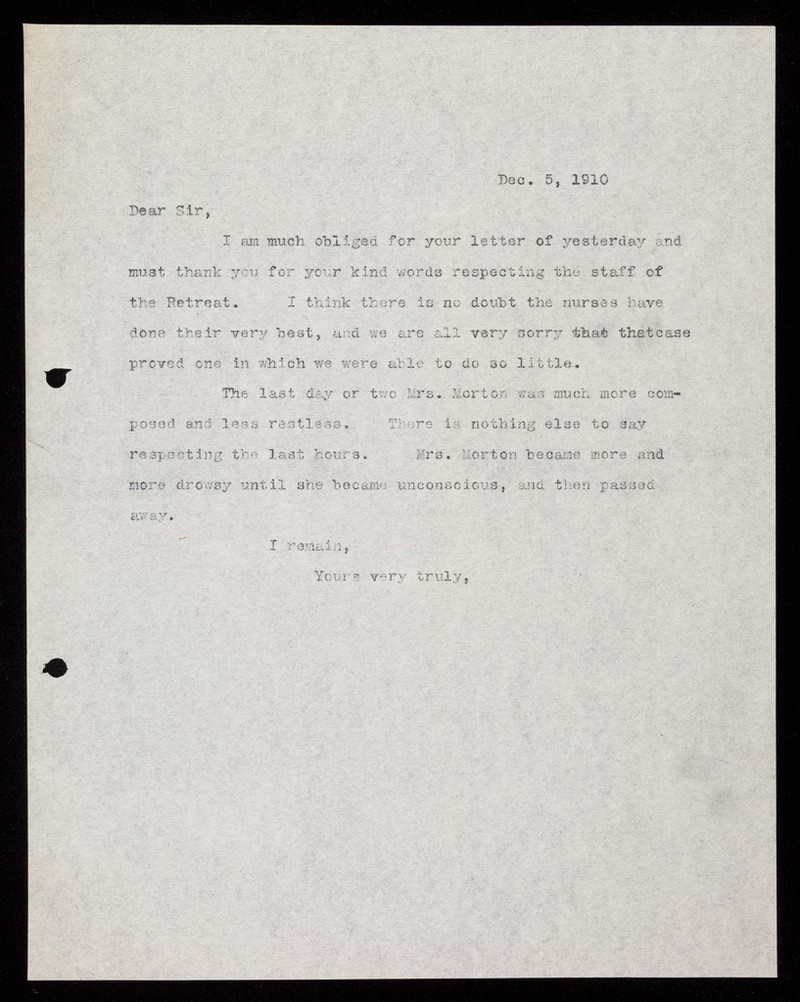 Dec. 5, 1910
Dear Sir,
I am much obliged for your letter of yesterday and
must thank you for your kind words respecting the staff of
the Retreat. I think there is no doubt the nurses have
done their very best, and we are all very sorry that thatcase
proved one in which we were able to do so little.
The last day or two Mrs. Morton was much more com-
posed and less restless. There is nothing else to say
respecting the last hours. Mrs. Morton became more and
more drowsy until she became unconscious, and then passed
away.
I remain,
Yours very truly,